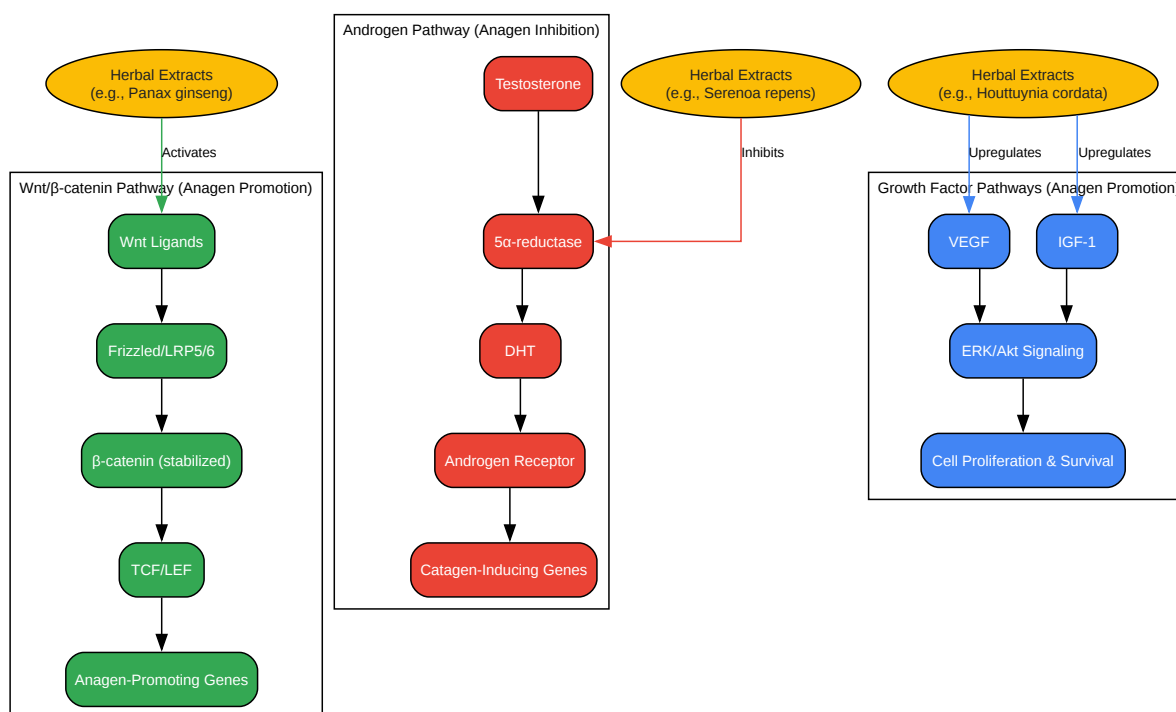 Herbal Extracts
(e.g., Panax ginseng)
Activates
Wnt/β-catenin Pathway (Anagen Promotion)
Wnt Ligands
Frizzled/LRP5/6
β-catenin (stabilized)
TCF/LEF
Anagen-Promoting Genes
Androgen Pathway (Anagen Inhibition)
Testosterone
5α-reductase
DHT
Androgen Receptor
Catagen-Inducing Genes
Herbal Extracts
(e.g., Serenoa repens)
Inhibits
Herbal Extracts
(e.g., Houttuynia cordata)
Upregulates
Upregulates
Growth Factor Pathways (Anagen Promotion
VEGF
IGF-1
ERK/Akt Signaling
Cell Proliferation & Survival